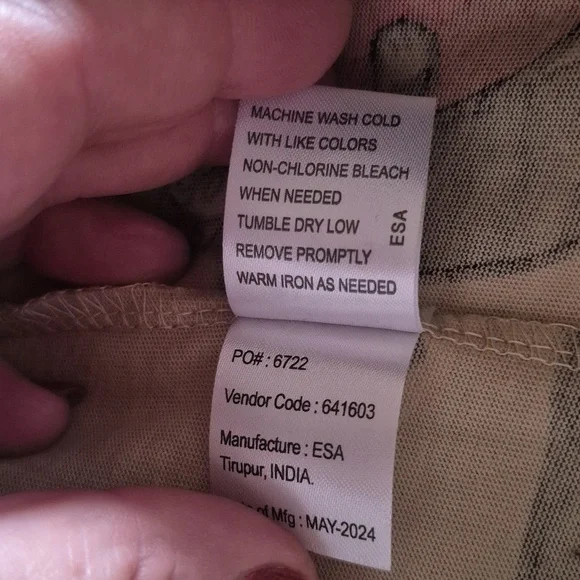 MACHINE WASH COLD
WITH LIKE COLORS
NON-CHLORINE BLEACH
WHEN NEEDED
TUMBLE DRY LOW
REMOVE PROMPTLY
WARM IRON AS NEEDED
ESA
PO# : 6722
Vendor Code : 641603
Manufacture : ESA
Tirupur, INDIA.
of Mfg : MAY-2024